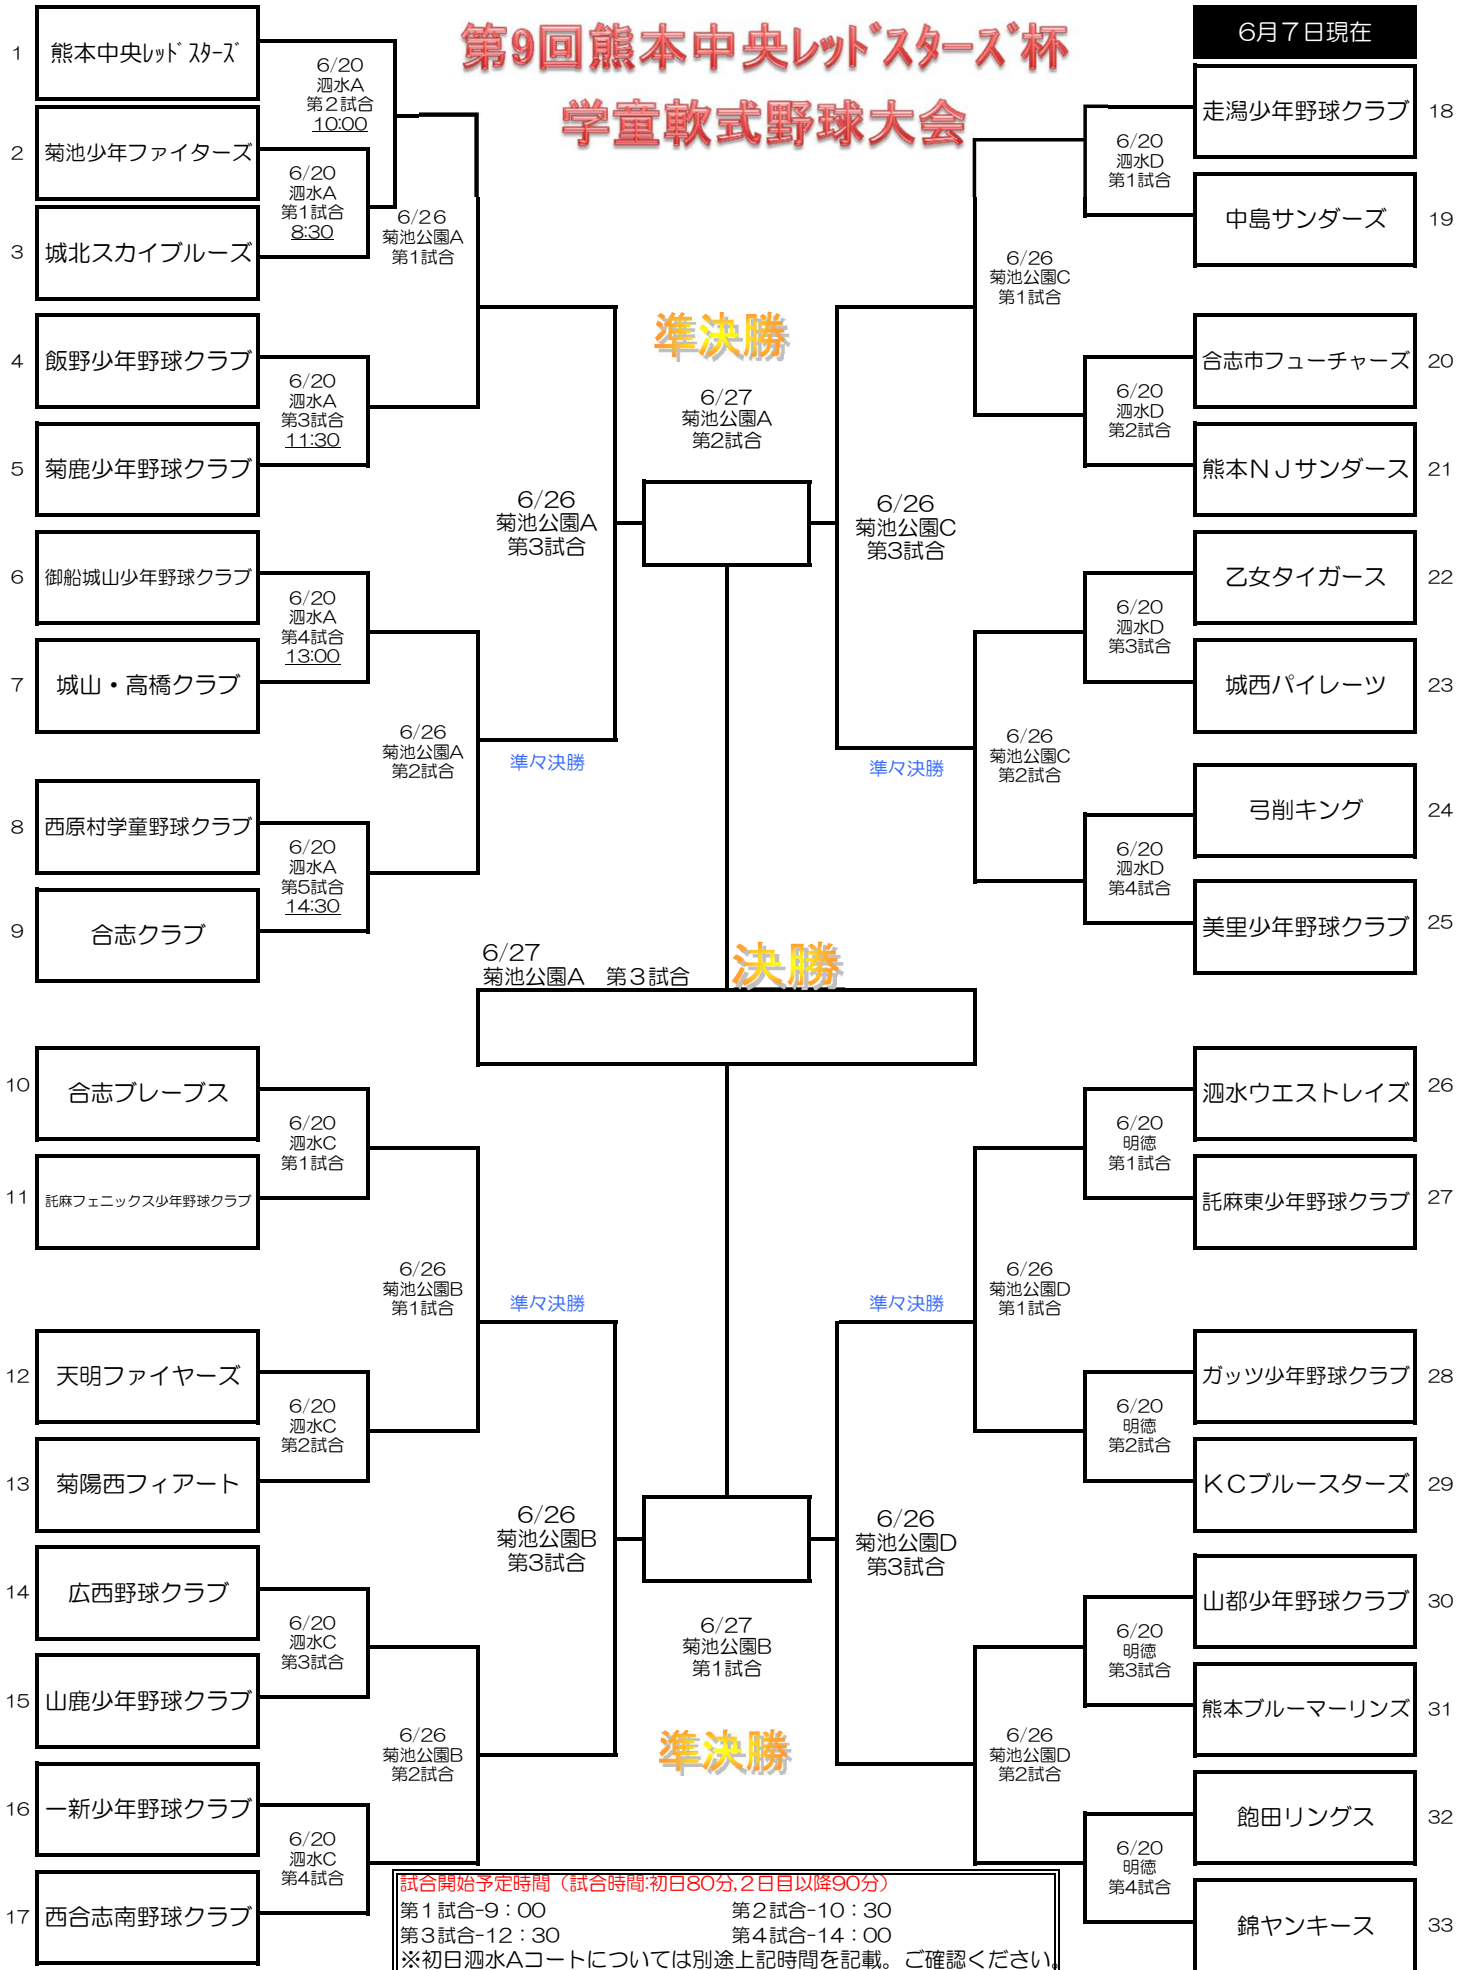 第9回熊本中央レッドスターズ杯
学童軟式野球大会
6月7日現在
1
熊本中央ﾚｯﾄﾞｽﾀｰｽﾞ
6/20
泗水A
第2試合
10:00
2
菊池少年ファイターズ
6/20
泗水A
第1試合
8:30
3
城北スカイブルーズ
6/26
菊池公園A
第1試合
4
飯野少年野球クラブ
6/20
泗水A
第3試合
11:30
5
菊鹿少年野球クラブ
6/26
菊池公園A
第3試合
6
御船城山少年野球クラブ
6/20
泗水A
第4試合
13:00
7
城山・高橋クラブ
6/26
菊池公園A
第2試合
準々決勝
8
西原村学童野球クラブ
6/20
泗水A
第5試合
14:30
9
合志クラブ
準決勝
6/27
菊池公園A
第2試合
走潟少年野球クラブ
18
6/20
泗水D
第1試合
中島サンダーズ
19
6/26
菊池公園C
第1試合
合志市フューチャーズ
20
6/20
泗水D
第2試合
熊本NJサンダース
21
6/26
菊池公園C
第3試合
乙女タイガース
22
6/20
泗水D
第3試合
城西パイレーツ
23
6/26
菊池公園C
第2試合
準々決勝
弓削キング
24
6/20
泗水D
第4試合
美里少年野球クラブ
25
6/27
菊池公園A 第3試合
決勝
10
合志ブレーブス
6/20
泗水C
第1試合
11
託麻フェニックス少年野球クラブ
6/26
菊池公園B
第1試合
準々決勝
12
天明ファイヤーズ
6/20
泗水C
第2試合
13
菊陽西フィアート
6/26
菊池公園B
第3試合
14
広西野球クラブ
6/20
泗水C
第3試合
15
山鹿少年野球クラブ
6/26
菊池公園B
第2試合
16
一新少年野球クラブ
6/20
泗水C
第4試合
17
西合志南野球クラブ
6/27
菊池公園B
第1試合
準決勝
泗水ウエストレイズ
26
6/20
明徳
第1試合
託麻東少年野球クラブ
27
6/26
菊池公園D
第1試合
準々決勝
ガッツ少年野球クラブ
28
6/20
明徳
第2試合
KCブルースターズ
29
6/26
菊池公園D
第3試合
山都少年野球クラブ
30
6/20
明徳
第3試合
熊本ブルーマーリンズ
31
6/26
菊池公園D
第2試合
飽田リングス
32
6/20
明徳
第4試合
錦ヤンキース
33
試合開始予定時間（試合時間:初日80分,2日目以降90分）
第1試合-9：00 第2試合-10：30
第3試合-12：30 第4試合-14：00
※初日泗水Aコートについては別途上記時間を記載。ご確認ください。